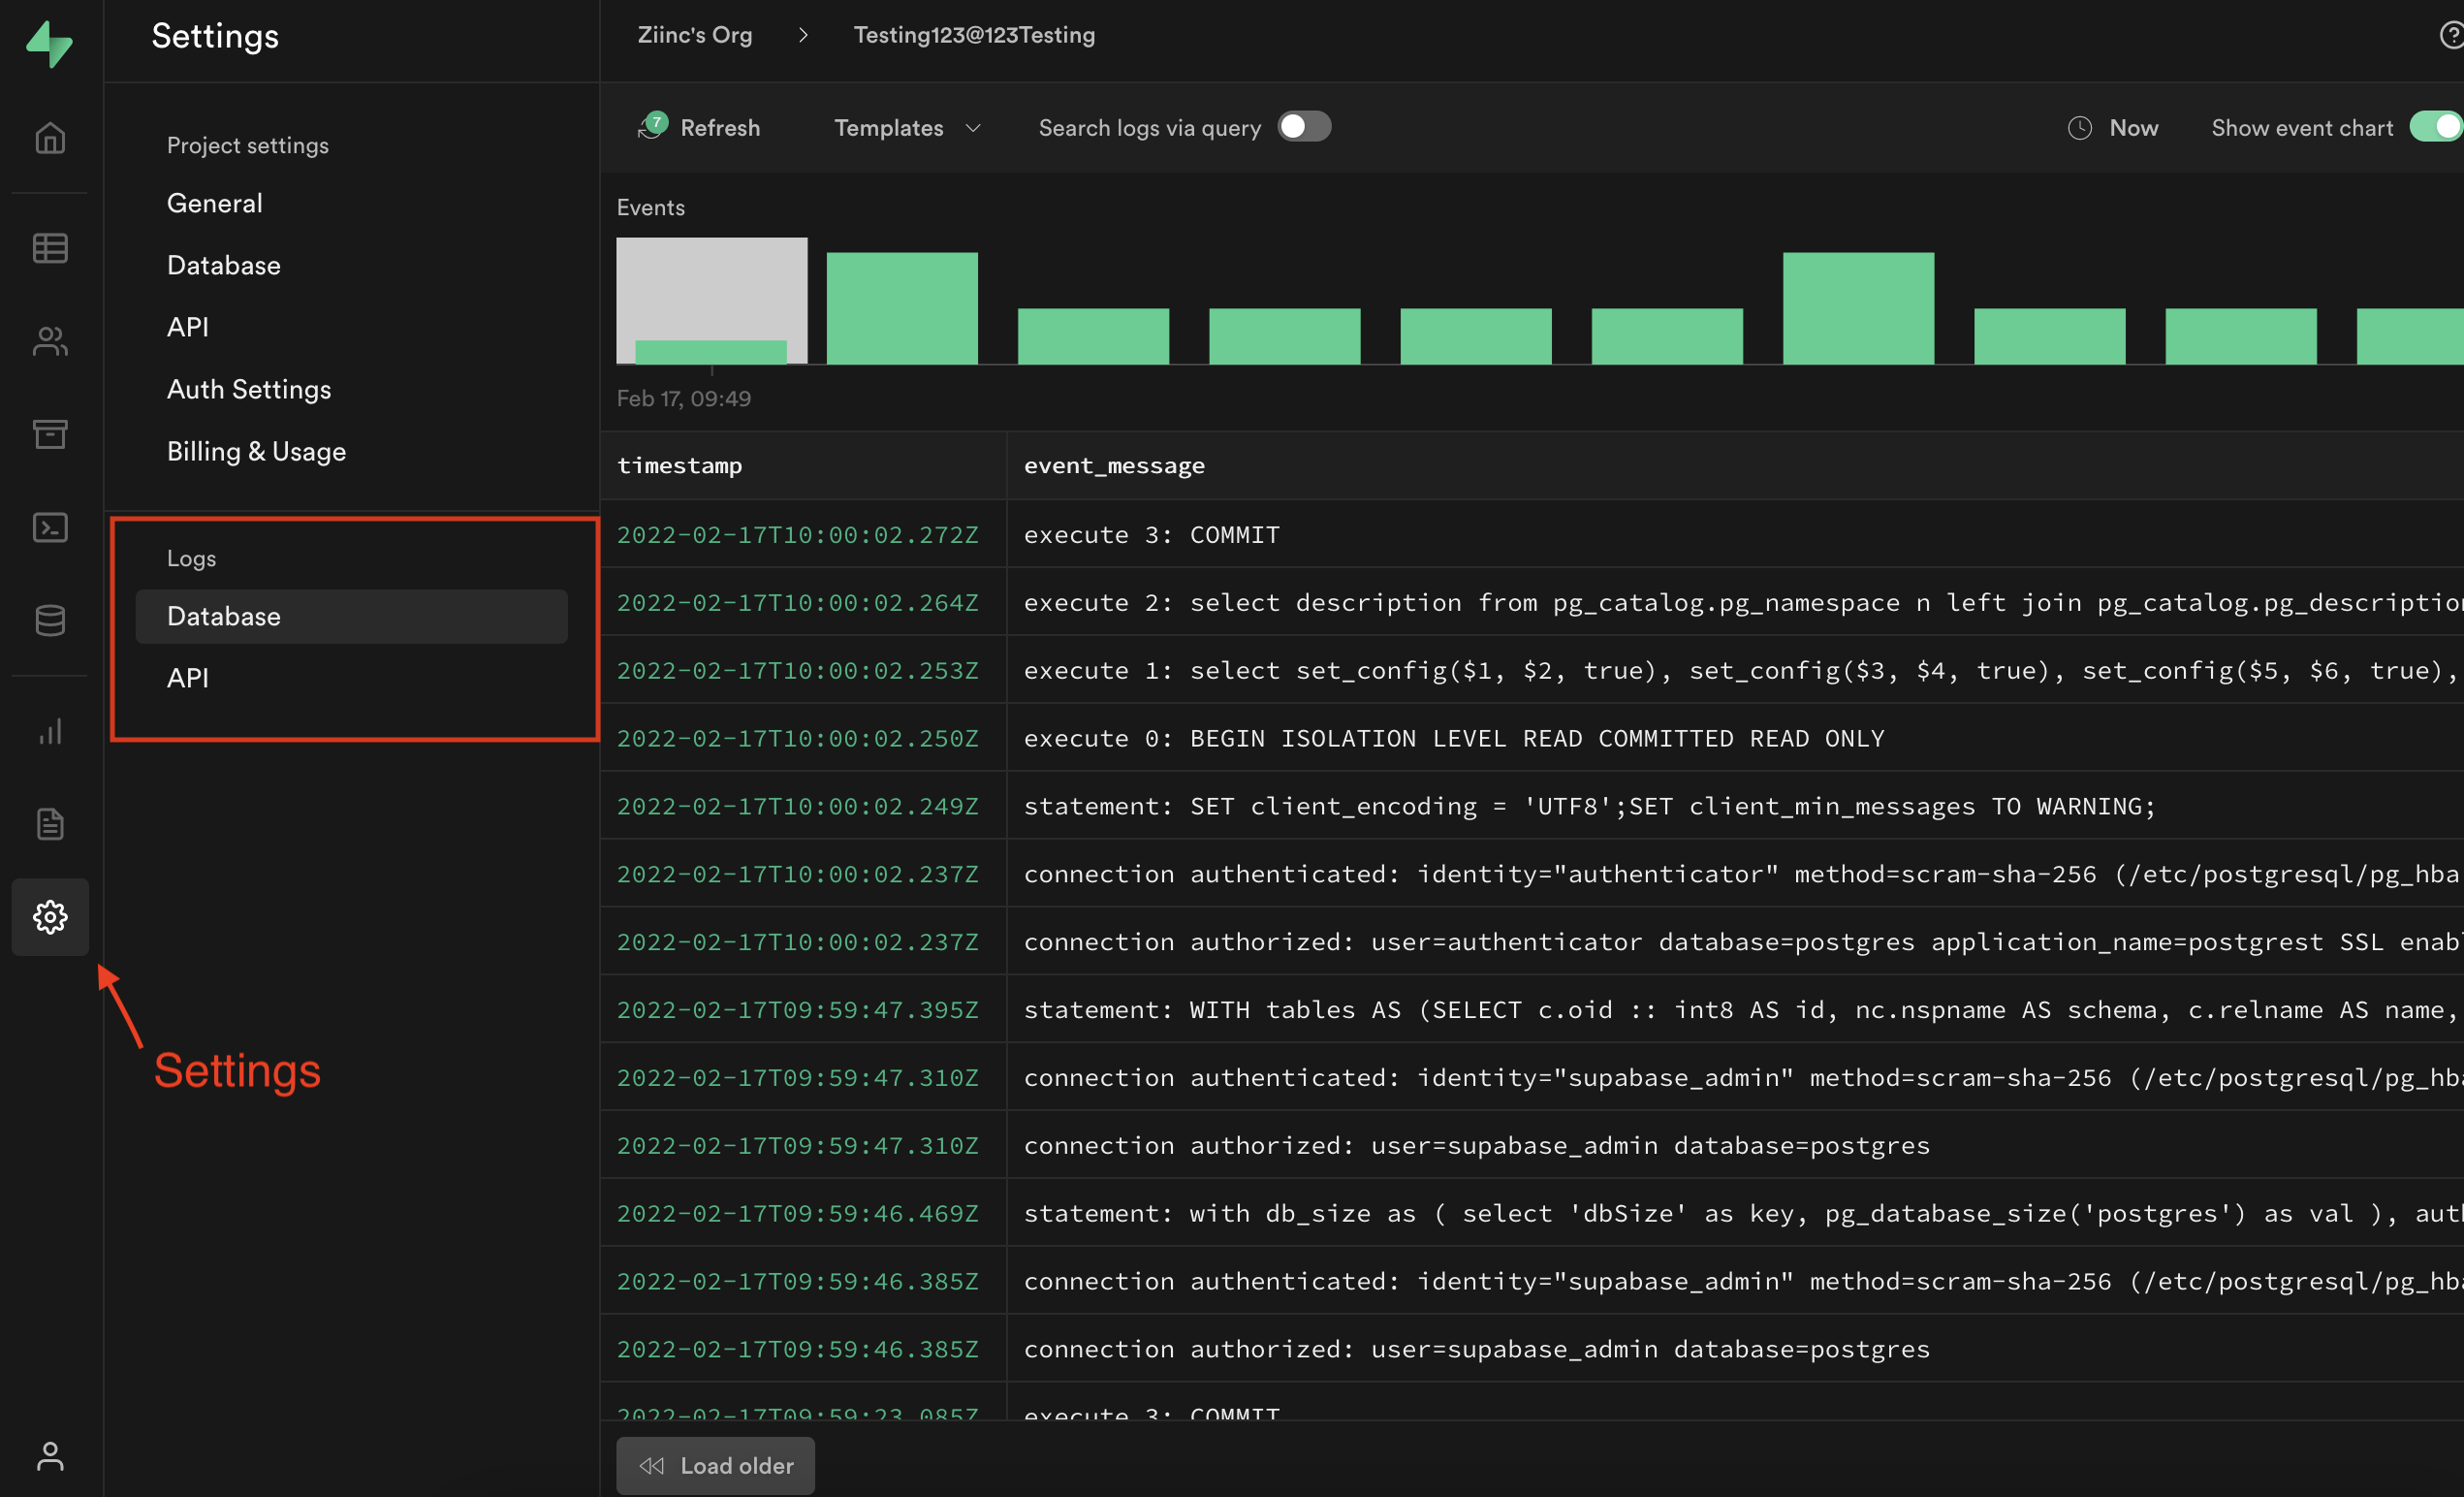 Settings
Project settings
General
Database
API
Auth Settings
Billing & Usage
Logs
Database
API
Settings
Ziinc's Org > Testing123@123Testing
7 Refresh Templates Search logs via query Now Show event chart
Events
Feb 17, 09:49
timestamp event_message
2022-02-17T10:00:02.272Z execute 3: COMMIT
2022-02-17T10:00:02.264Z execute 2: select description from pg_catalog.pg_namespace n left join pg_catalog.pg_description
2022-02-17T10:00:02.253Z execute 1: select set_config($1, $2, true), set_config($3, $4, true), set_config($5, $6, true),
2022-02-17T10:00:02.250Z execute 0: BEGIN ISOLATION LEVEL READ COMMITTED READ ONLY
2022-02-17T10:00:02.249Z statement: SET client_encoding = 'UTF8';SET client_min_messages TO WARNING;
2022-02-17T10:00:02.237Z connection authenticated: identity="authenticator" method=scram-sha-256 (/etc/postgresql/pg_hba
2022-02-17T10:00:02.237Z connection authorized: user=authenticator database=postgres application_name=postgrest SSL enabl
2022-02-17T09:59:47.395Z statement: WITH tables AS (SELECT c.oid :: int8 AS id, nc.nspname AS schema, c.relname AS name,
2022-02-17T09:59:47.310Z connection authenticated: identity="supabase_admin" method=scram-sha-256 (/etc/postgresql/pg_hba
2022-02-17T09:59:47.310Z connection authorized: user=supabase_admin database=postgres
2022-02-17T09:59:46.469Z statement: with db_size as ( select 'dbSize' as key, pg_database_size('postgres') as val ), auth
2022-02-17T09:59:46.385Z connection authenticated: identity="supabase_admin" method=scram-sha-256 (/etc/postgresql/pg_hba
2022-02-17T09:59:46.385Z connection authorized: user=supabase_admin database=postgres
2022-02-17T09:59:23.085Z execute 3: COMMIT
Load older